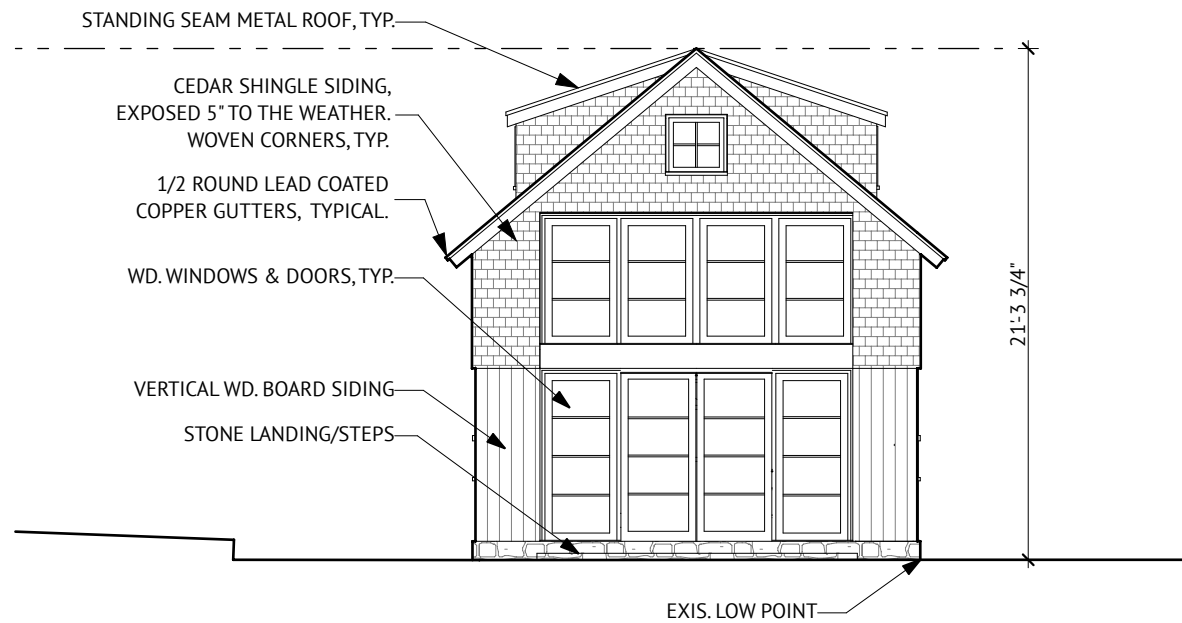 STANDING SEAM METAL ROOF, TYP.
CEDAR SHINGLE SIDING,
EXPOSED 5" TO THE WEATHER.
WOVEN CORNERS, TYP.
1/2 ROUND LEAD COATED
COPPER GUTTERS, TYPICAL.
WD. WINDOWS & DOORS, TYP.
VERTICAL WD. BOARD SIDING
STONE LANDING/STEPS
21'-3 3/4"
EXIS. LOW POINT